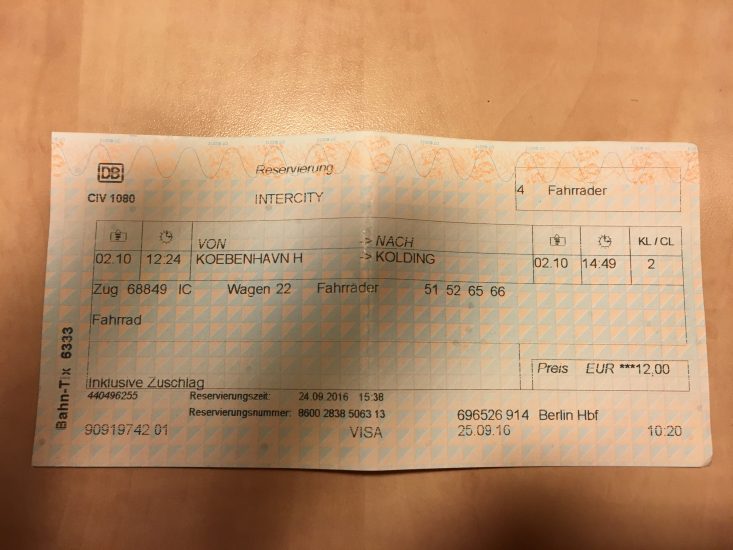 DB
Reservierung
CIV 1080
INTERCITY
4 Fahrräder
VON -> NACH KL / CL
02.10 12:24 KOEBENHAVN H -> KOLDING 02.10 14:49 2
Zug 68849 IC Wagen 22 Fahrräder 51 52 65 66
Fahrrad
Preis EUR ***12,00
Inklusive Zuschlag
440496255 Reservierungszeit: 24.09.2016 15:38
Reservierungsnummer: 8600 2838 5063 13
696526 914 Berlin Hbf
90919742 01 VISA 25.09.16 10:20
Bahn-Tix 6333